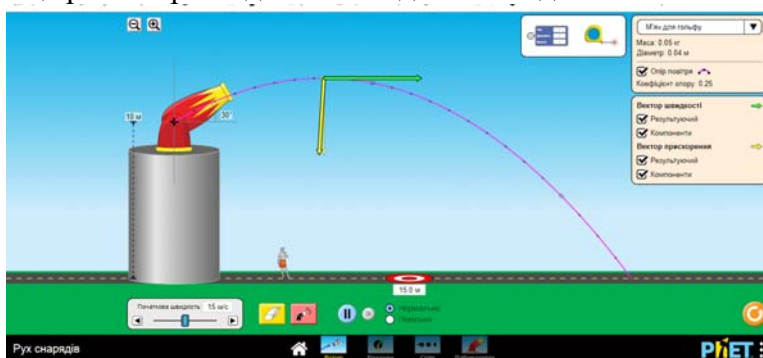 М'яч для гольфу
Маса: 0.05 кг
Діаметр: 0.04 м
Опір повітря
Коефіцієнт опору: 0.25
Вектор швидкості
Результуючий
Компоненти
Вектор прискорення
Результуючий
Компоненти
10 м
30°
15.0 м
Початкова швидкість 15 м/с
Нормально
Повільно
Рух снарядів
PhET